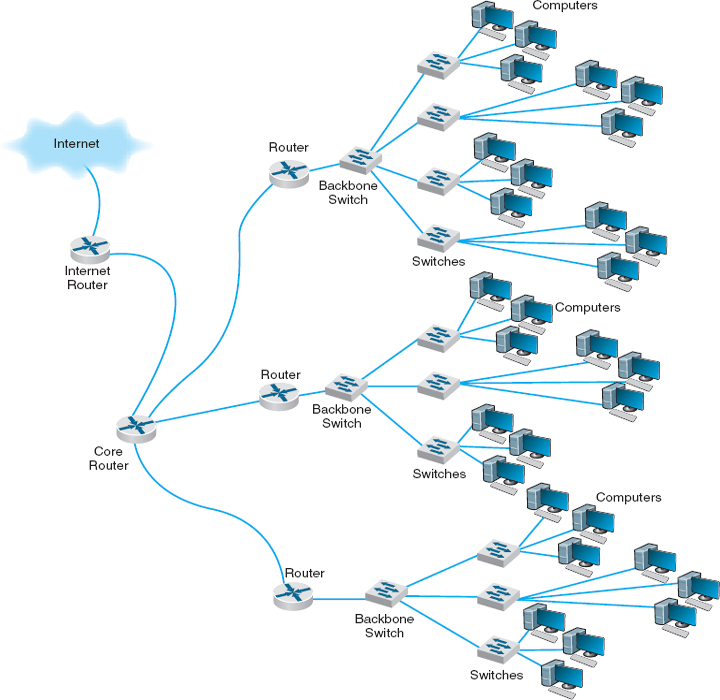 Computers
Internet
Router
Backbone
Switch
Internet
Router
Switches
Computers
Router
Backbone
Switch
Core
Router
Switches
Computers
Router
Backbone
Switch
Switches